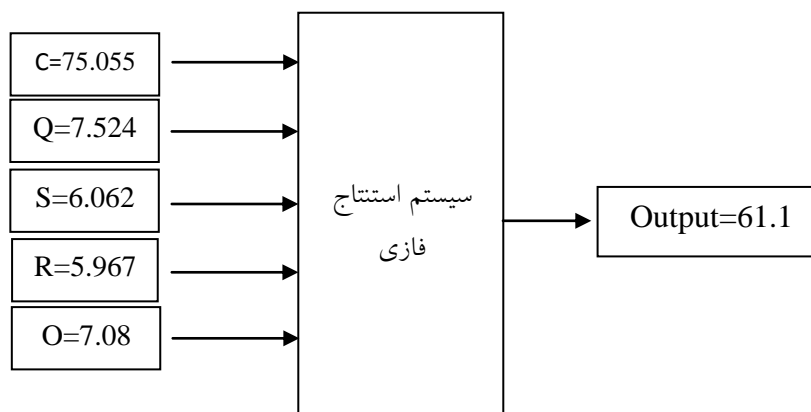 C=75.055
Q=7.524
S=6.062
R=5.967
O=7.08
سیستم استنتاج
فازی
Output=61.1